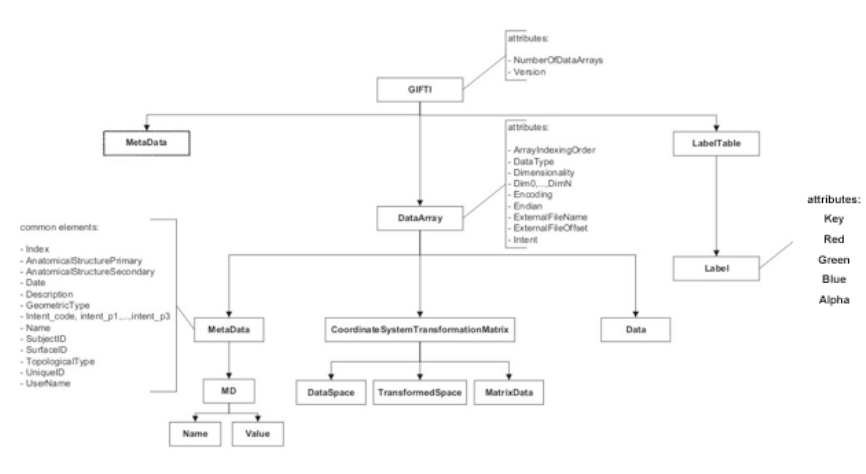 attributes:
- NumberOfDataArrays
- Version
GIFTI
MetaData
attributes:
- ArrayIndexingOrder
- DataType
- Dimensionality
- Dim0,...,DimN
- Encoding
- Endian
- ExternalFileName
- ExternalFileOffset
- Intent
LabelTable
DataArray
attributes:
Key
Red
Green
Blue
Alpha
Label
common elements:
- Index
- AnatomicalStructurePrimary
- AnatomicalStructureSecondary
- Date
- Description
- GeometricType
- Intent_code, intent_p1,...,intent_p3
- Name
- SubjectID
- SurfaceID
- TopologicalType
- UniqueID
- UserName
MetaData
CoordinateSystemTransformationMatrix
Data
MD
DataSpace
TransformedSpace
MatrixData
Name
Value